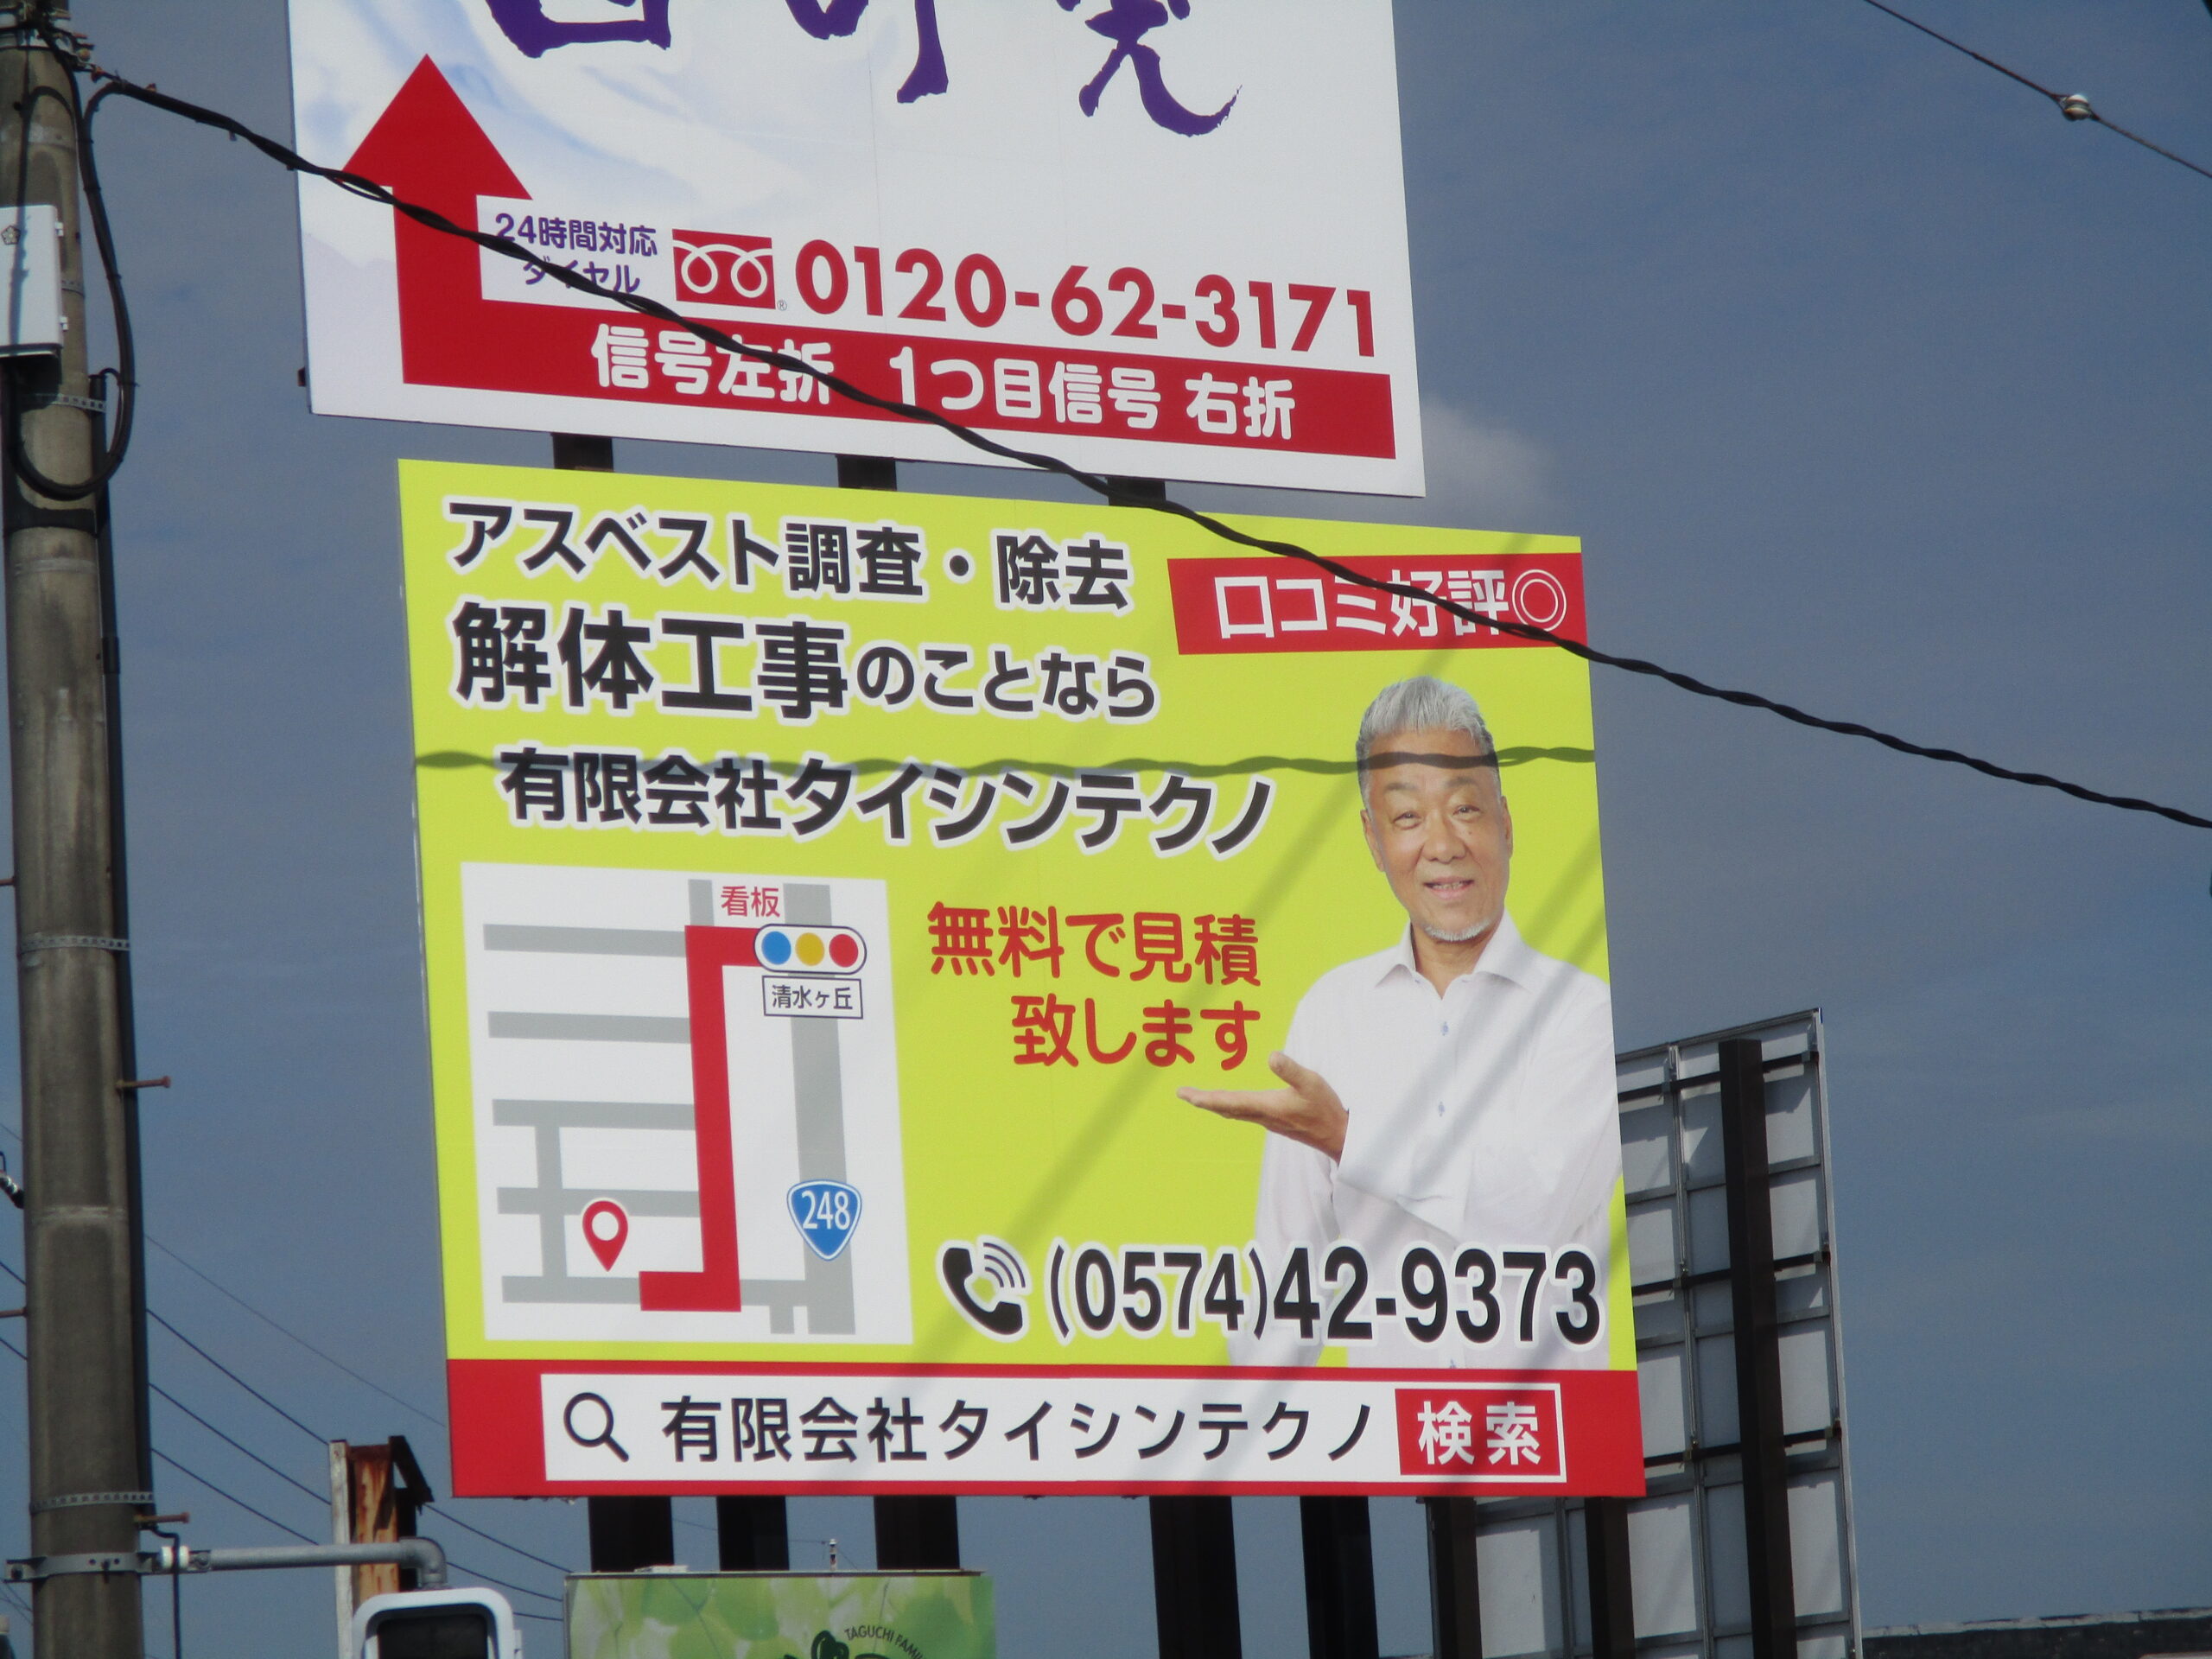 24時間対応
ダイヤル
0120-62-3171
信号左折 1つ目信号 右折
アスベスト調査・除去
口コミ好評◎
解体工事のことなら
有限会社タイシンテクノ
看板
清水ヶ丘
無料で見積
致します
248
(0574)42-9373
有限会社タイシンテクノ 検索
TAGUCHI